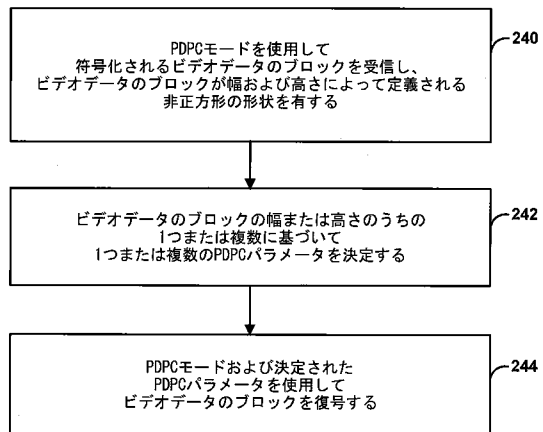 PDPCモードを使用して
符号化されるビデオデータのブロックを受信し、
ビデオデータのブロックが幅および高さによって定義される
非正方形の形状を有する
240
ビデオデータのブロックの幅または高さのうちの
1つまたは複数に基づいて
1つまたは複数のPDPCパラメータを決定する
242
PDPCモードおよび決定された
PDPCパラメータを使用して
ビデオデータのブロックを復号する
244